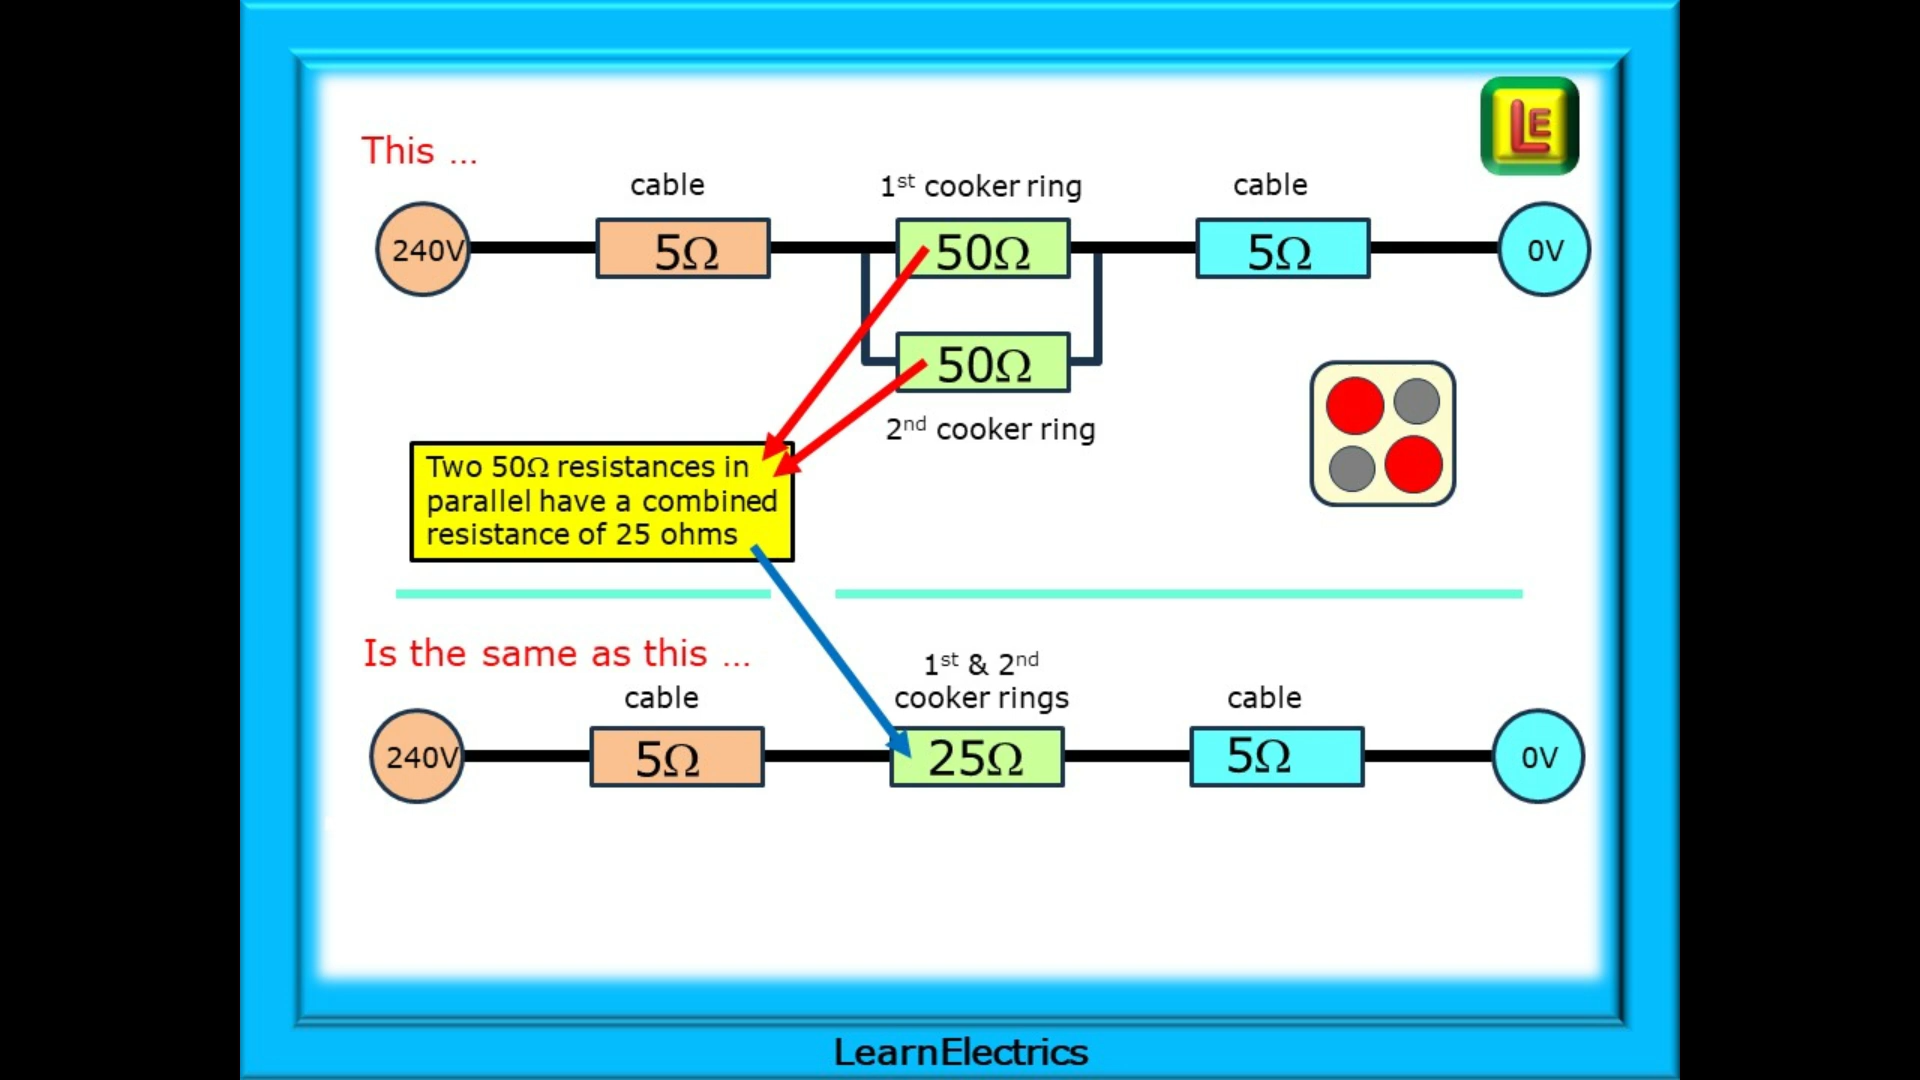 This ...
cable
1st cooker ring
cable
240V
5Ω
50Ω
5Ω
0V
50Ω
2nd cooker ring
Two 50Ω resistances in
parallel have a combined
resistance of 25 ohms
Is the same as this ...
cable
1st & 2nd
cooker rings
cable
240V
5Ω
25Ω
5Ω
0V
LE
LearnElectrics